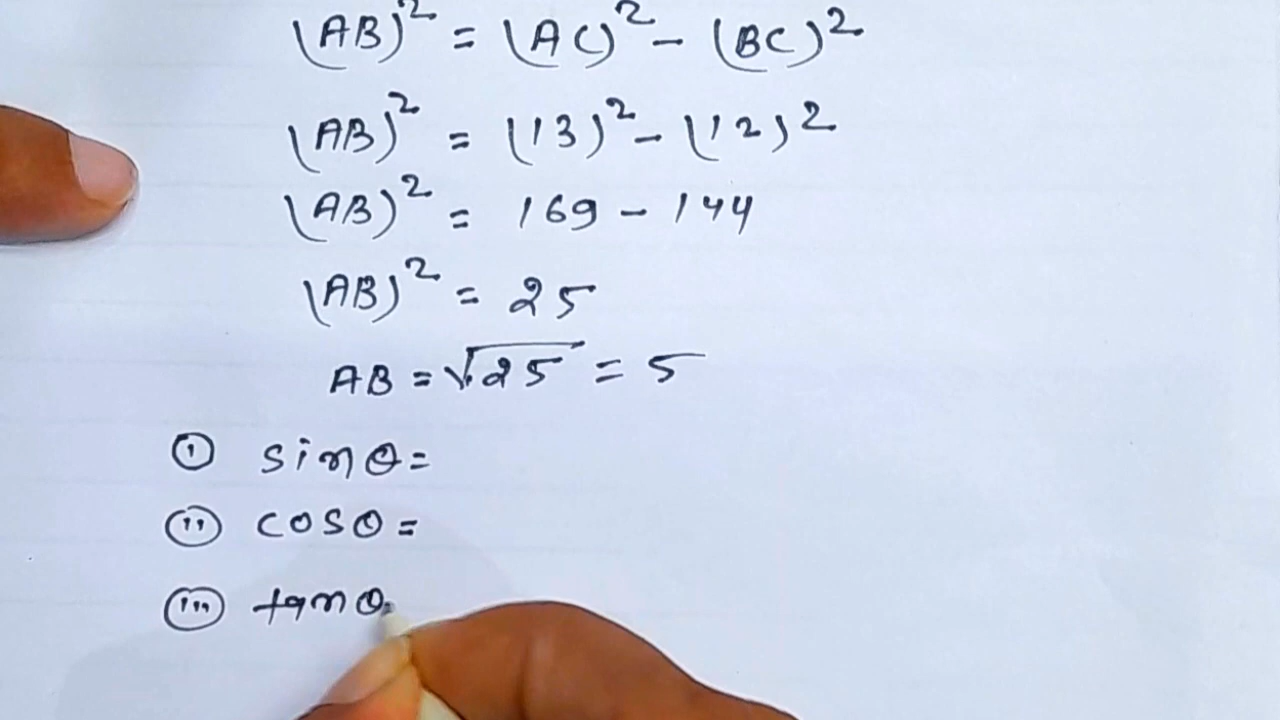 (AB)² = (AC)² - (BC)²
(AB)² = (13)² - (12)²
(AB)² = 169 - 144
(AB)² = 25
AB = √25 = 5
(i) sinθ =
(ii) cosθ =
(iii) tanθ